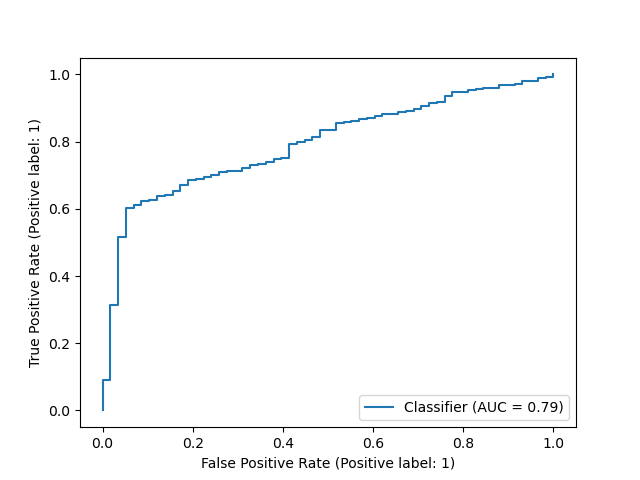 1.0
0.8
0.6
0.4
0.2
0.0
True Positive Rate (Positive label: 1)
Classifier (AUC = 0.79)
0.0 0.2 0.4 0.6 0.8 1.0
False Positive Rate (Positive label: 1)